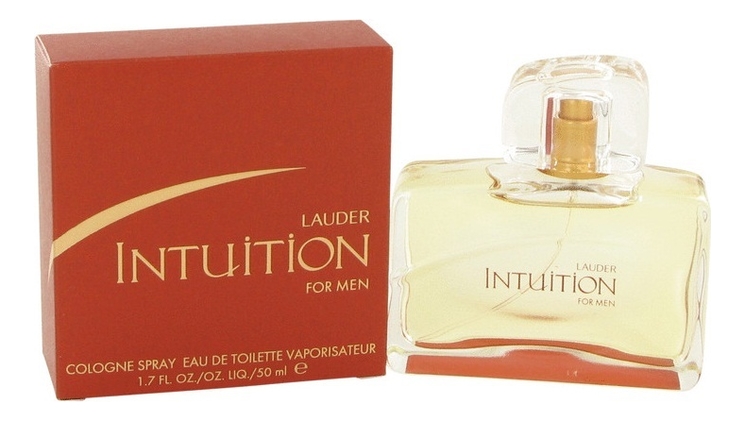 LAUDER
INTUiTiON
FOR MEN
COLOGNE SPRAY EAU DE TOILETTE VAPORISATEUR
1.7 FL. OZ./OZ. LIQ./50 ml ℮
LAUDER
INTUiTiON
FOR MEN